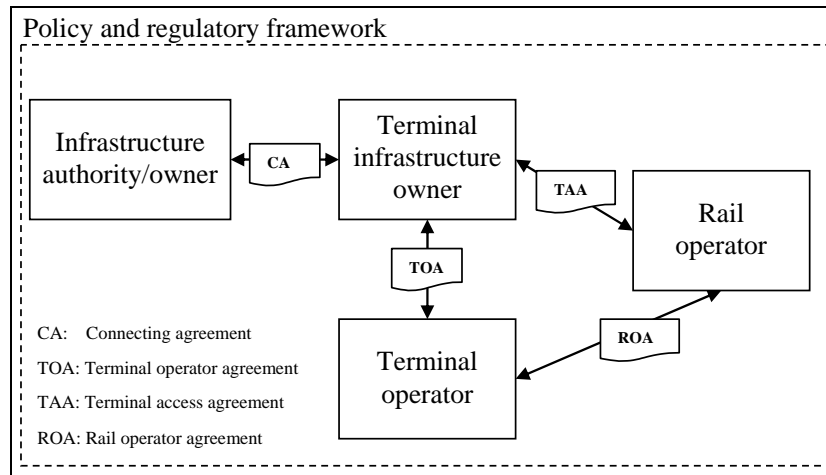 Policy and regulatory framework
Infrastructure
authority/owner
CA
Terminal
infrastructure
owner
TAA
Rail
operator
TOA
CA: Connecting agreement
TOA: Terminal operator agreement
TAA: Terminal access agreement
ROA: Rail operator agreement
Terminal
operator
ROA